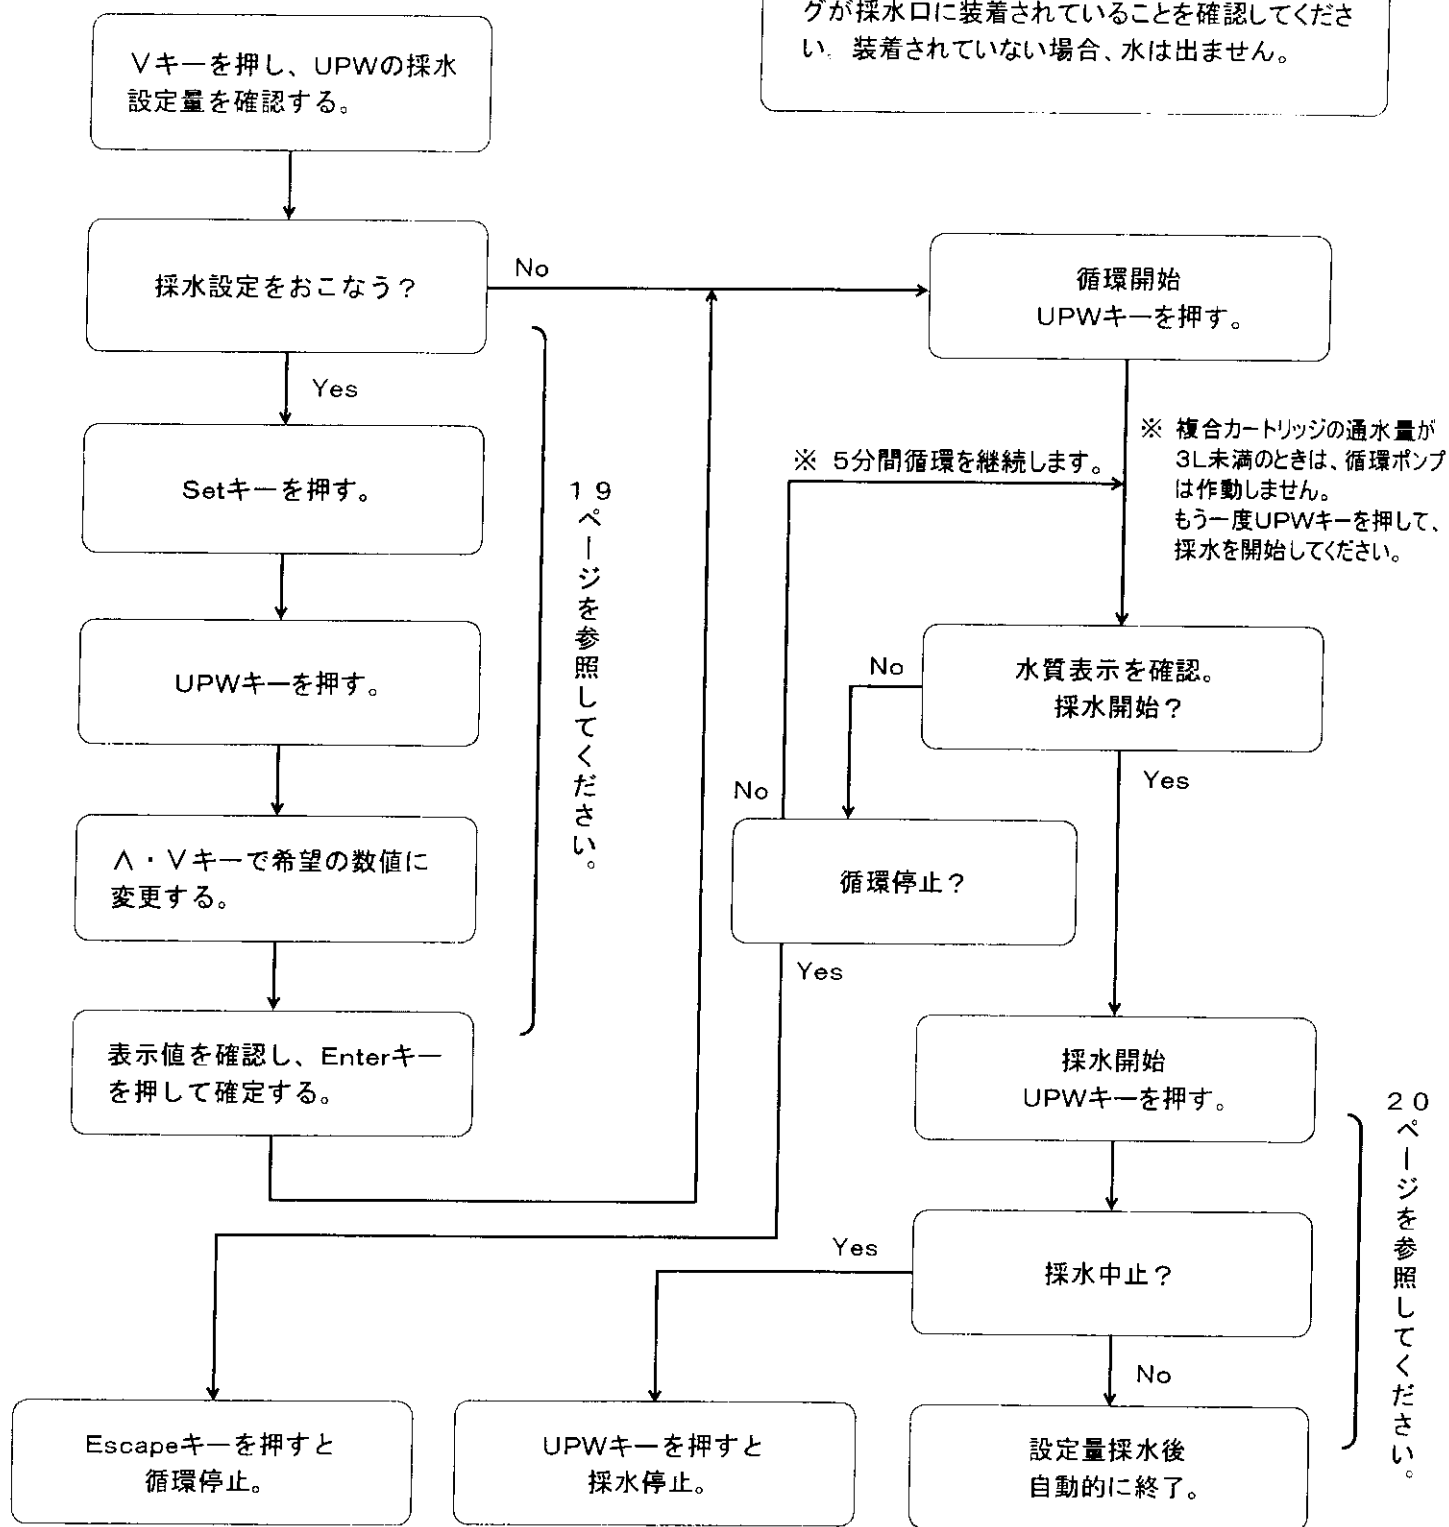 グが採水口に装着されていることを確認してくださ
い。装着されていない場合、水は出ません。
∨キーを押し、UPWの採水
設定量を確認する。
採水設定をおこなう？
No
Yes
Setキーを押す。
UPWキーを押す。
∧・∨キーで希望の数値に
変更する。
表示値を確認し、Enterキー
を押して確定する。
19ページを参照してください。
循環開始
UPWキーを押す。
※ 複合カートリッジの通水量が
3L未満のときは、循環ポンプ
は作動しません。
もう一度UPWキーを押して、
採水を開始してください。
※ 5分間循環を継続します。
水質表示を確認。
採水開始？
No
Yes
循環停止？
No
Yes
採水開始
UPWキーを押す。
採水中止？
Yes
No
20ページを参照してください。
Escapeキーを押すと
循環停止。
UPWキーを押すと
採水停止。
設定量採水後
自動的に終了。